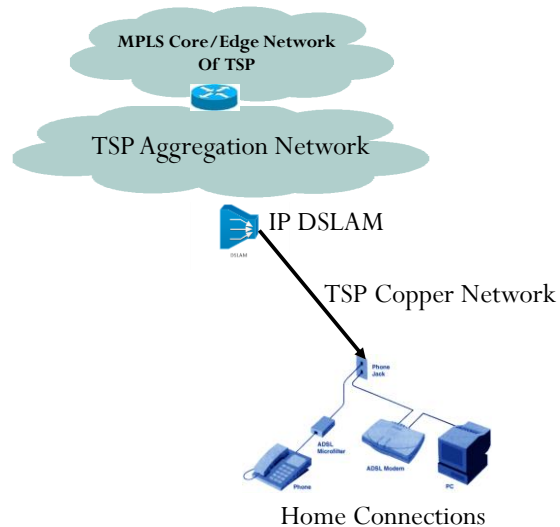 MPLS Core/Edge Network
Of TSP
TSP Aggregation Network
IP DSLAM
DSLAM
TSP Copper Network
Phone
Jack
ADSL
Microfilter
Phone
ADSL Modem
PC
Home Connections